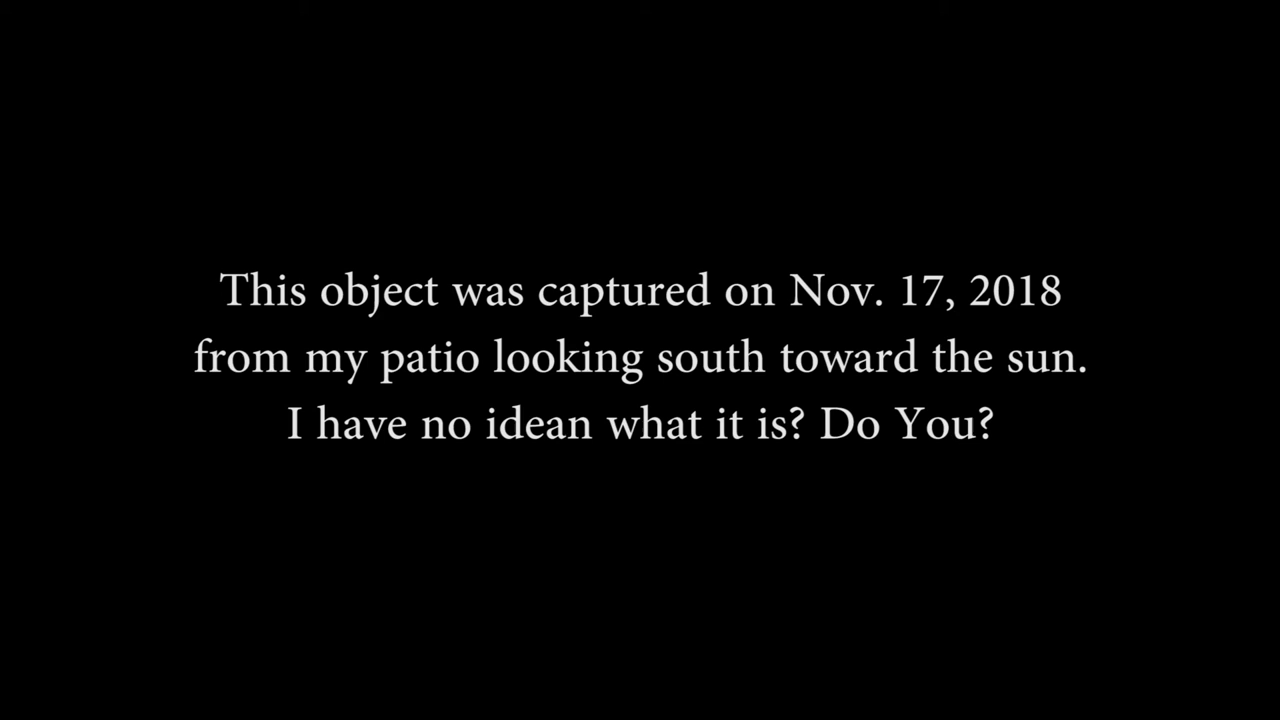 This object was captured on Nov. 17, 2018
from my patio looking south toward the sun.
I have no idean what it is? Do You?